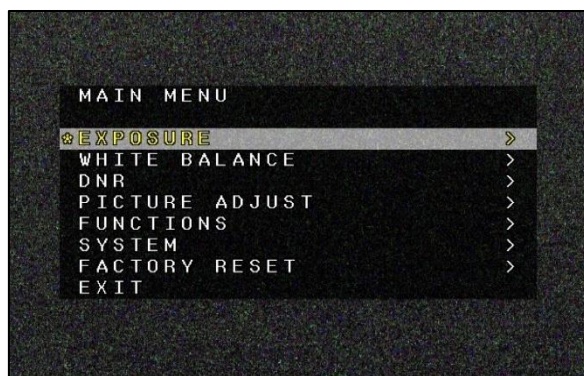 MAIN MENU
*EXPOSURE >
WHITE BALANCE >
DNR >
PICTURE ADJUST >
FUNCTIONS >
SYSTEM >
FACTORY RESET >
EXIT